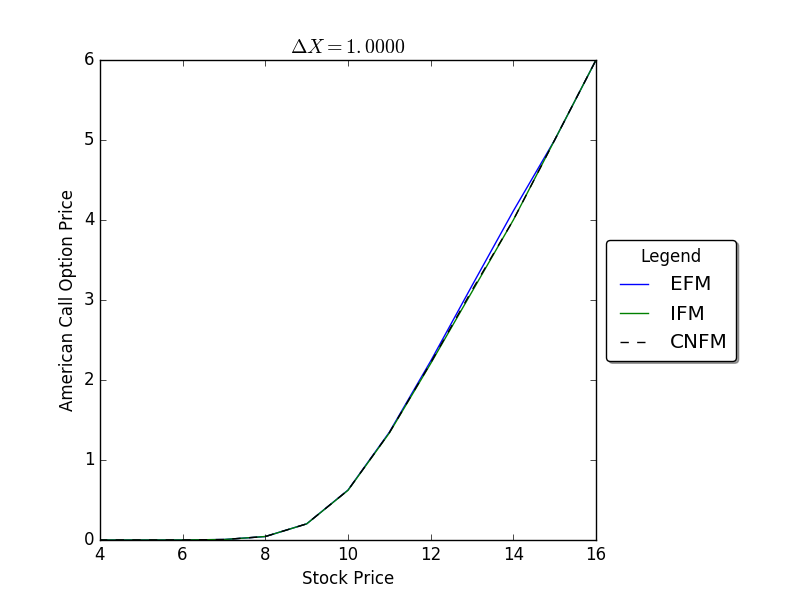 ΔX = 1.0000
6
5
4
3
2
1
0
4 6 8 10 12 14 16
American Call Option Price
Stock Price
Legend
EFM
IFM
CNFM